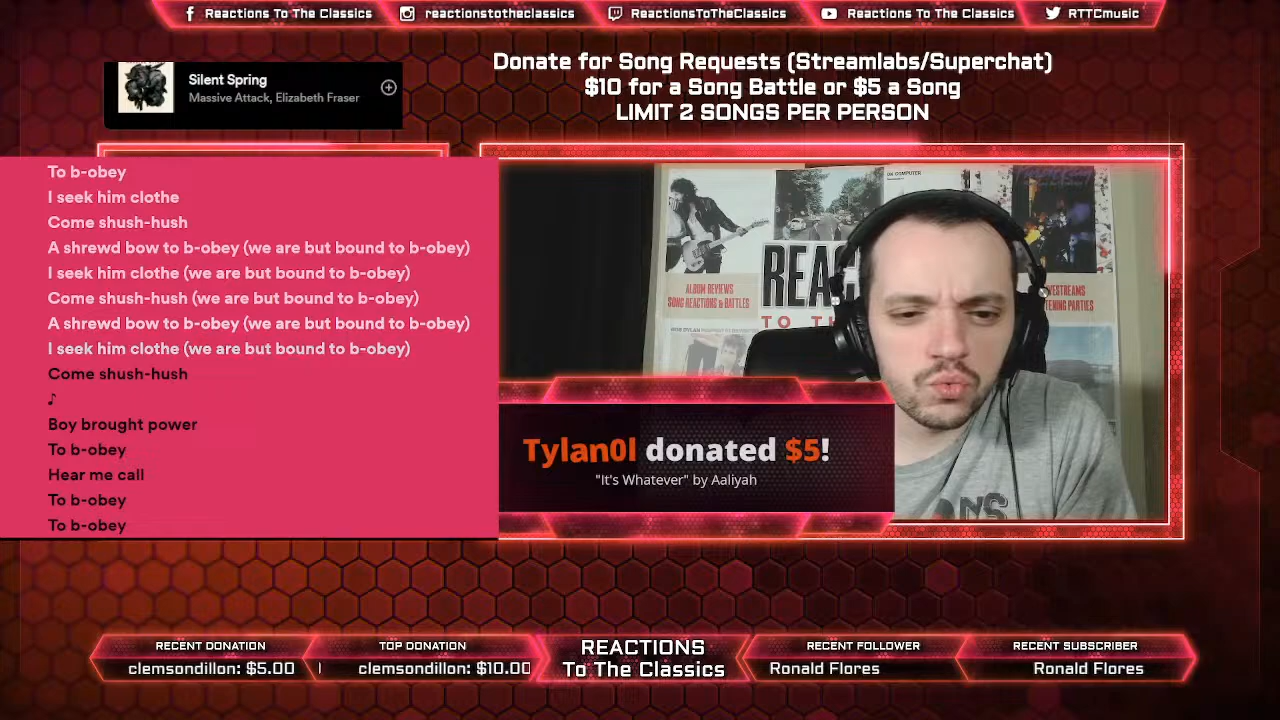 Reactions To The Classics
reactionstotheclassics
ReactionsToTheClassics
Reactions To The Classics
RTTCmusic
Silent Spring
Massive Attack, Elizabeth Fraser
Donate for Song Requests (Streamlabs/Superchat)
$10 for a Song Battle or $5 a Song
LIMIT 2 SONGS PER PERSON
To b-obey
I seek him clothe
Come shush-hush
A shrewd bow to b-obey (we are but bound to b-obey)
I seek him clothe (we are but bound to b-obey)
Come shush-hush (we are but bound to b-obey)
A shrewd bow to b-obey (we are but bound to b-obey)
I seek him clothe (we are but bound to b-obey)
Come shush-hush
♪
Boy brought power
To b-obey
Hear me call
To b-obey
To b-obey
OK COMPUTER
REAC
TO TH
ALBUM REVIEWS
SONG REACTIONS & BATTLES
VESTREAMS
TENING PARTIES
Tylan0l donated $5!
"It's Whatever" by Aaliyah
RECENT DONATION
clemsondillon: $5.00
TOP DONATION
clemsondillon: $10.00
REACTIONS
To The Classics
RECENT FOLLOWER
Ronald Flores
RECENT SUBSCRIBER
Ronald Flores